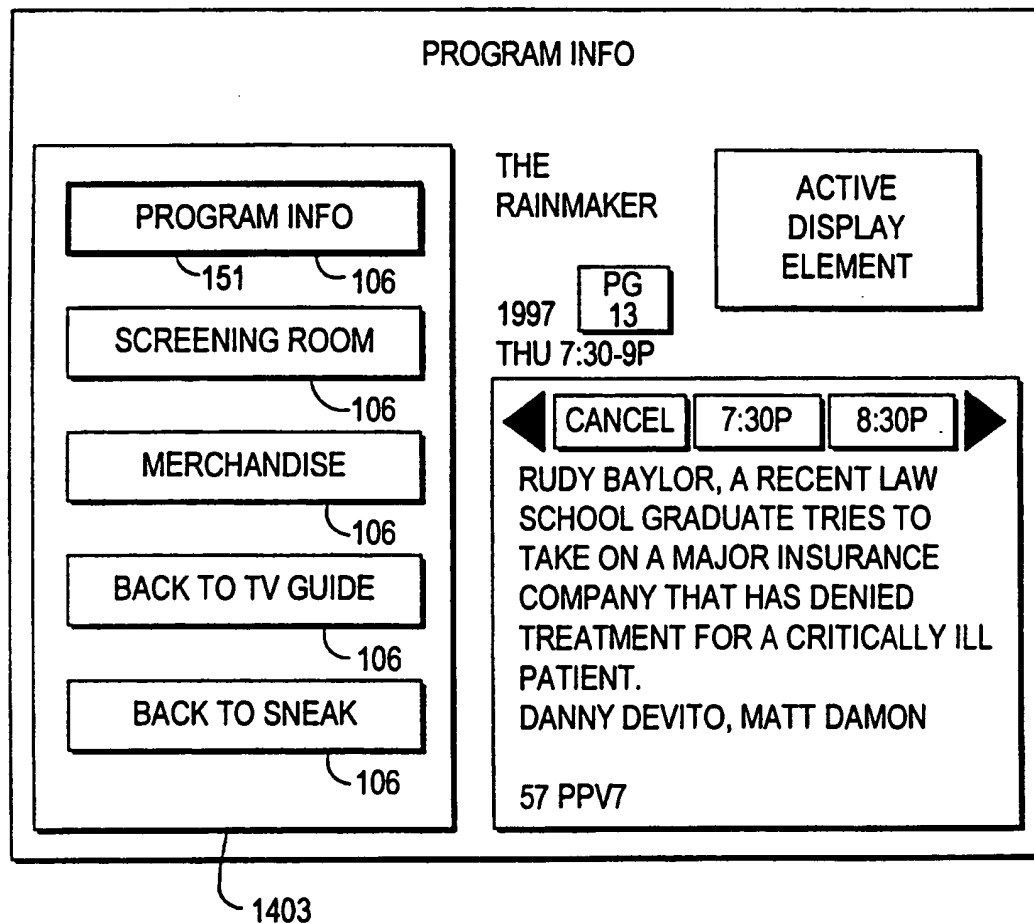 PROGRAM INFO
PROGRAM INFO
151
106
SCREENING ROOM
106
MERCHANDISE
106
BACK TO TV GUIDE
106
BACK TO SNEAK
106
1403
THE
RAINMAKER
1997
PG
13
THU 7:30-9P
ACTIVE
DISPLAY
ELEMENT
CANCEL
7:30P
8:30P
RUDY BAYLOR, A RECENT LAW
SCHOOL GRADUATE TRIES TO
TAKE ON A MAJOR INSURANCE
COMPANY THAT HAS DENIED
TREATMENT FOR A CRITICALLY ILL
PATIENT.
DANNY DEVITO, MATT DAMON
57 PPV7